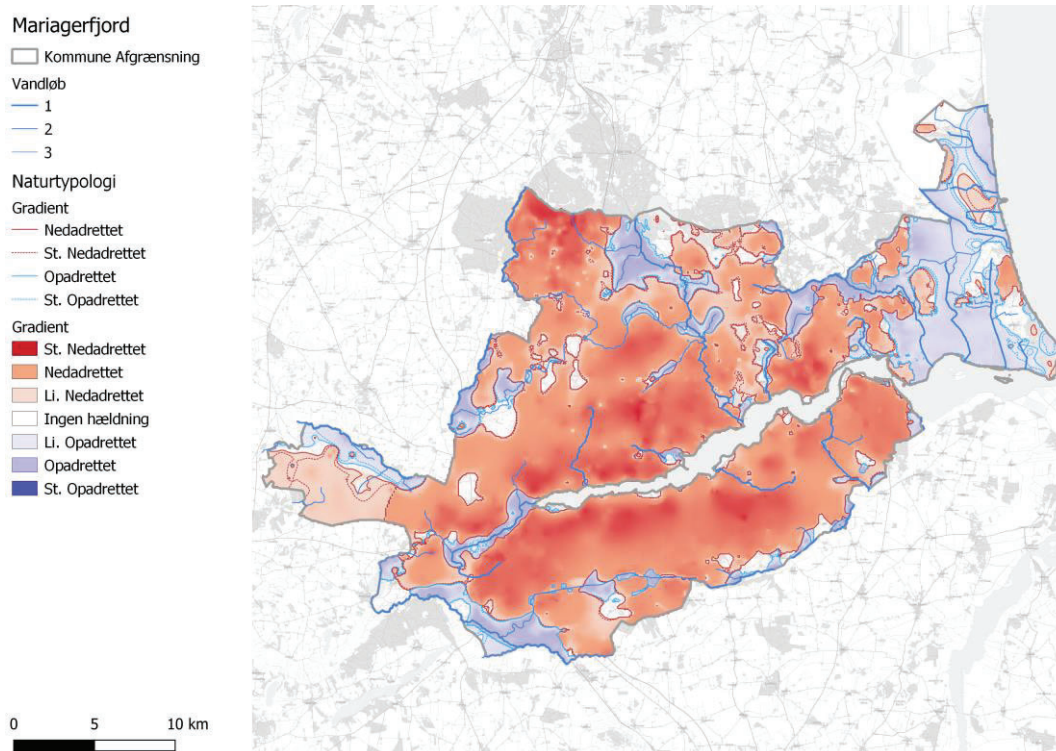 Mariagerfjord
Kommune Afgrænsning
Vandløb
1
2
3
Naturtypologi
Gradient
Nedadrettet
St. Nedadrettet
Opadrettet
St. Opadrettet
Gradient
St. Nedadrettet
Nedadrettet
Li. Nedadrettet
Ingen hældning
Li. Opadrettet
Opadrettet
St. Opadrettet
0 5 10 km